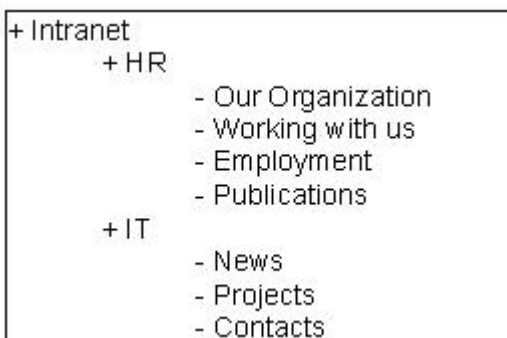 + Intranet
+ HR
- Our Organization
- Working with us
- Employment
- Publications
+ IT
- News
- Projects
- Contacts